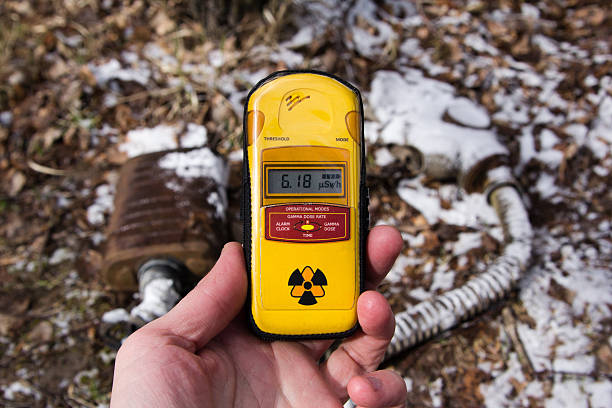 THRESHOLD MODE
6.18 µSv/h
OPERATIONAL MODES
GAMMA DOSE RATE
ALARM CLOCK GAMMA DOSE
TIME